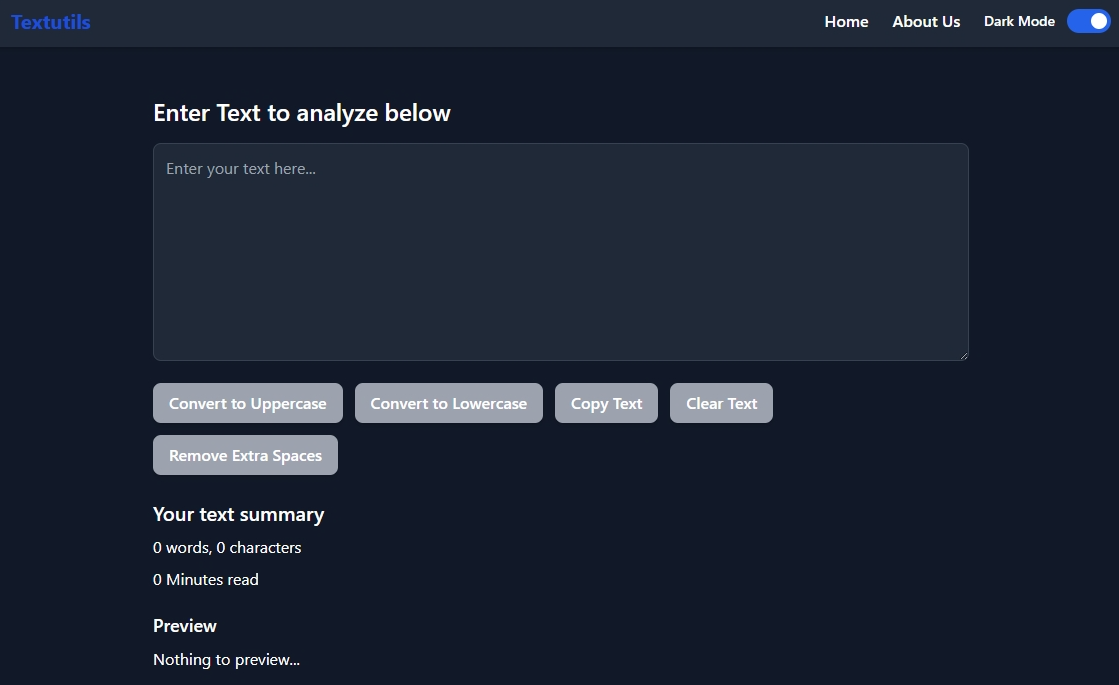 Textutils Home About Us Dark Mode
Enter Text to analyze below
Enter your text here...
Convert to Uppercase Convert to Lowercase Copy Text Clear Text
Remove Extra Spaces
Your text summary
0 words, 0 characters
0 Minutes read
Preview
Nothing to preview...